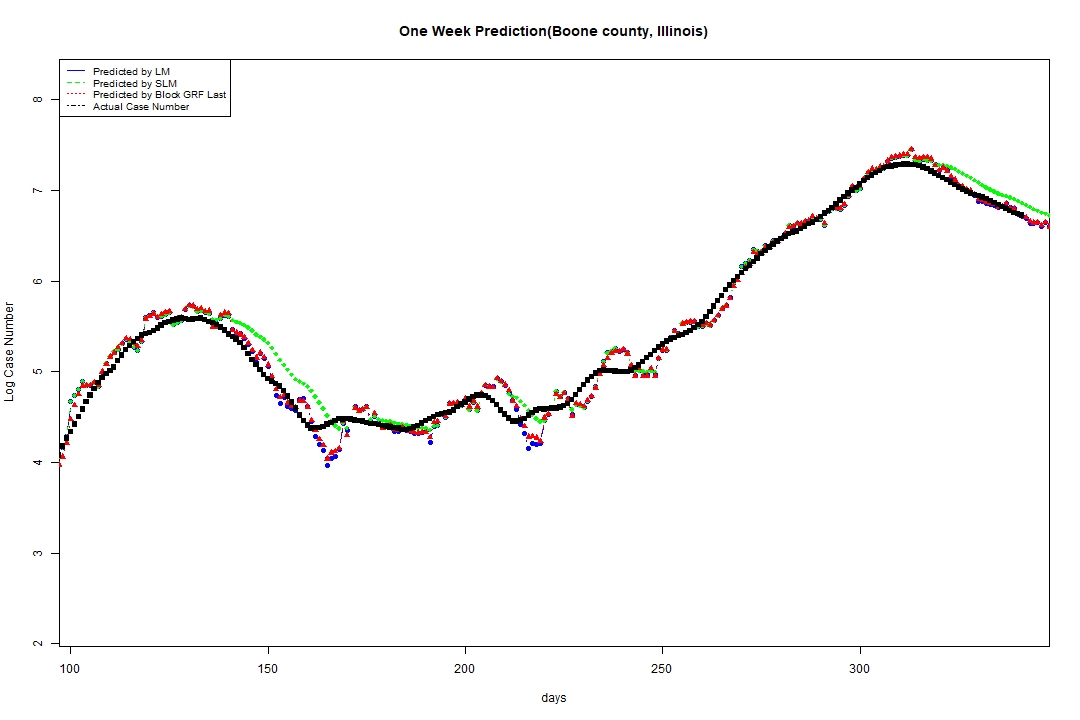 One Week Prediction(Boone county, Illinois)
Predicted by LM
Predicted by SLM
Predicted by Block GRF Last
Actual Case Number
8
7
6
5
4
3
2
Log Case Number
100 150 200 250 300
days